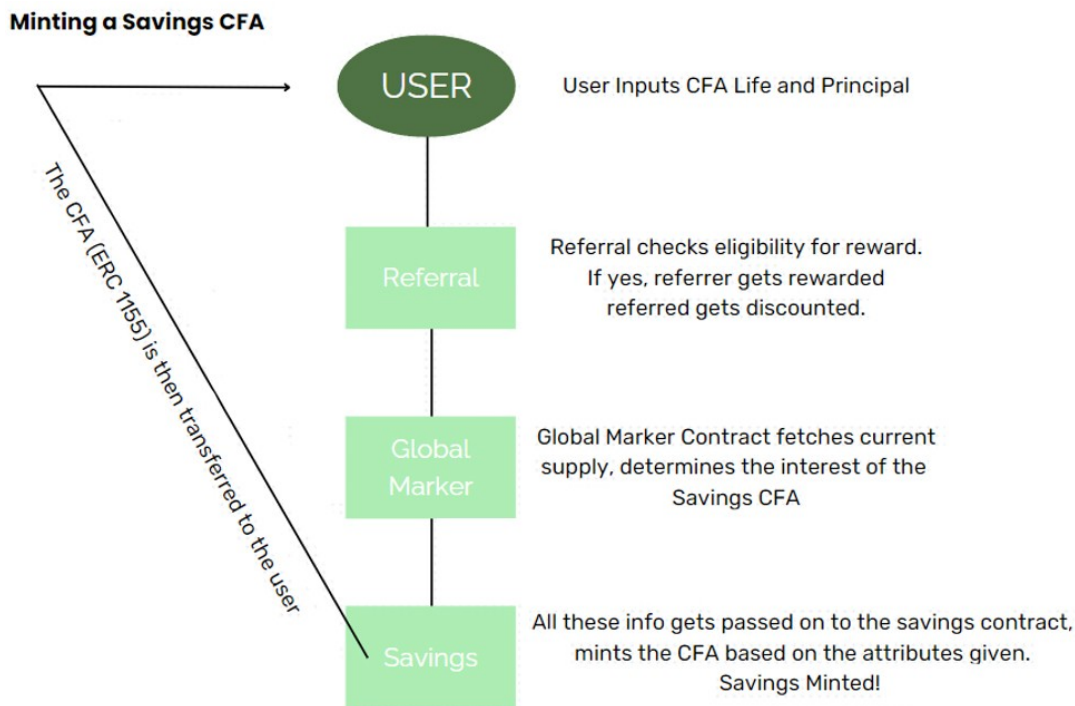 Minting a Savings CFA
USER
User Inputs CFA Life and Principal
The CFA (ERC 1155) is then transferred to the user
Referral
Referral checks eligibility for reward.
If yes, referrer gets rewarded
referred gets discounted.
Global
Marker
Global Marker Contract fetches current
supply, determines the interest of the
Savings CFA
Savings
All these info gets passed on to the savings contract,
mints the CFA based on the attributes given.
Savings Minted!